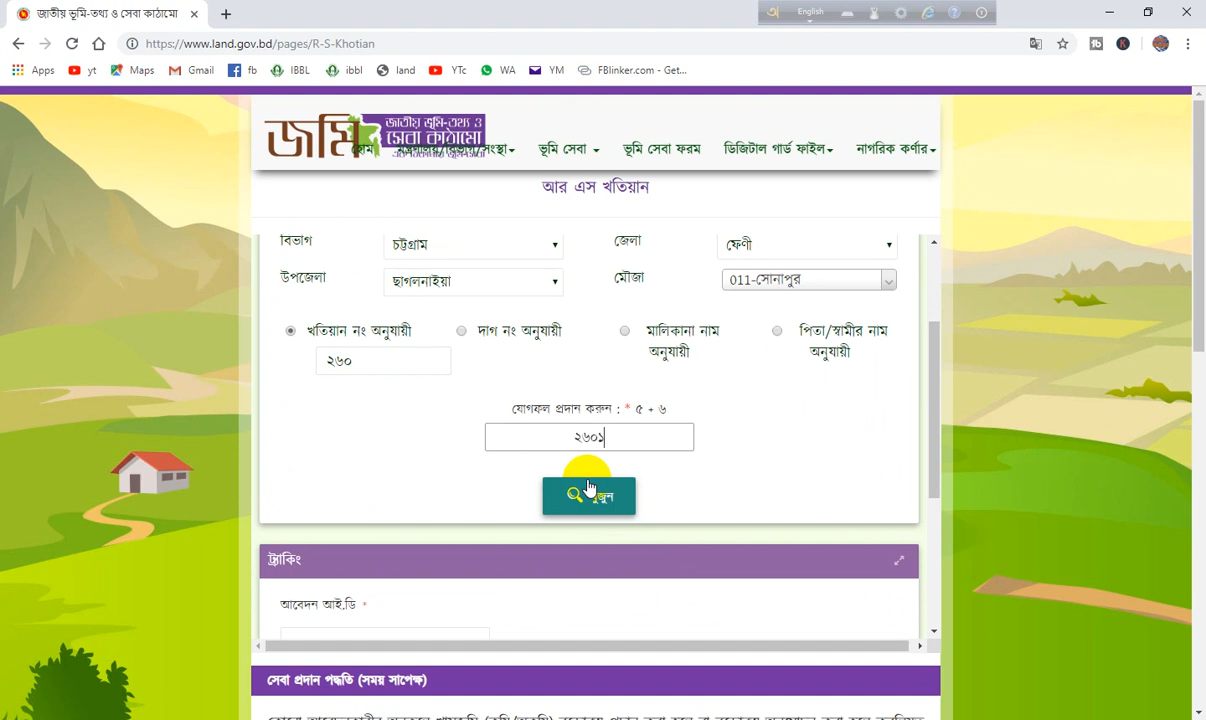 জাতীয় ভূমি-তথ্য ও সেবা কাঠামো
English
https://www.land.gov.bd/pages/R-S-Khotian
Apps yt Maps Gmail fb IBBL ibbl land YTc WA YM FBlinker.com - Get...
জমি জাতীয় ভূমি-তথ্য ও
সেবা কাঠামো
হোম ভূমি সেবা ভূমি সেবা ফরম ডিজিটাল গার্ড ফাইল নাগরিক কর্ণার
আর এস খতিয়ান
বিভাগ চট্টগ্রাম জেলা ফেণী
উপজেলা ছাগলনাইয়া মৌজা 011-সোনাপুর
খতিয়ান নং অনুযায়ী দাগ নং অনুযায়ী মালিকানা নাম অনুযায়ী পিতা/স্বামীর নাম অনুযায়ী
২৬০
যোগফল প্রদান করুন : * ৫ + ৬
২৬০১
ট্র্যাকিং
আবেদন আই.ডি *
সেবা প্রদান পদ্ধতি (সময় সাপেক্ষ)